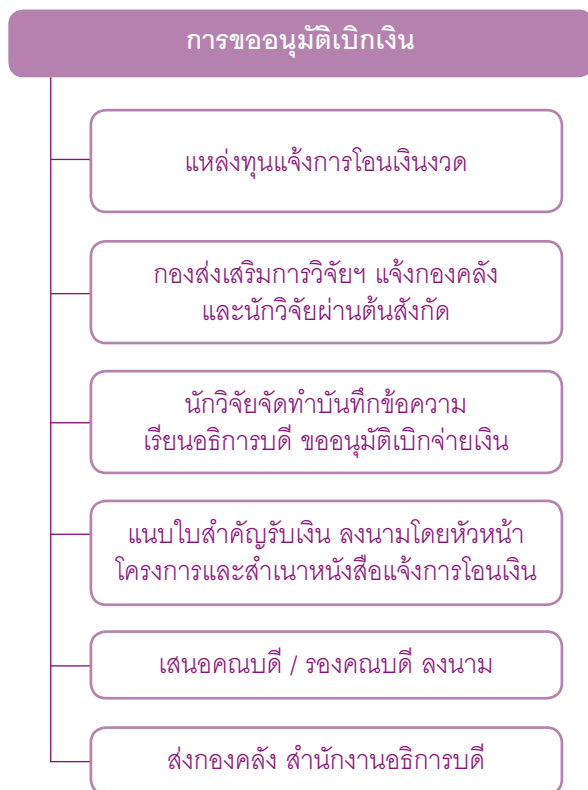 การขออนุมัติเบิกเงิน
แหล่งทุนแจ้งการโอนเงินงวด
กองส่งเสริมการวิจัยฯ แจ้งกองคลัง
และนักวิจัยผ่านต้นสังกัด
นักวิจัยจัดทำบันทึกข้อความ
เรียนอธิการบดี ขออนุมัติเบิกจ่ายเงิน
แนบใบสำคัญรับเงิน ลงนามโดยหัวหน้า
โครงการและสำเนาหนังสือแจ้งการโอนเงิน
เสนอคณบดี / รองคณบดี ลงนาม
ส่งกองคลัง สำนักงานอธิการบดี